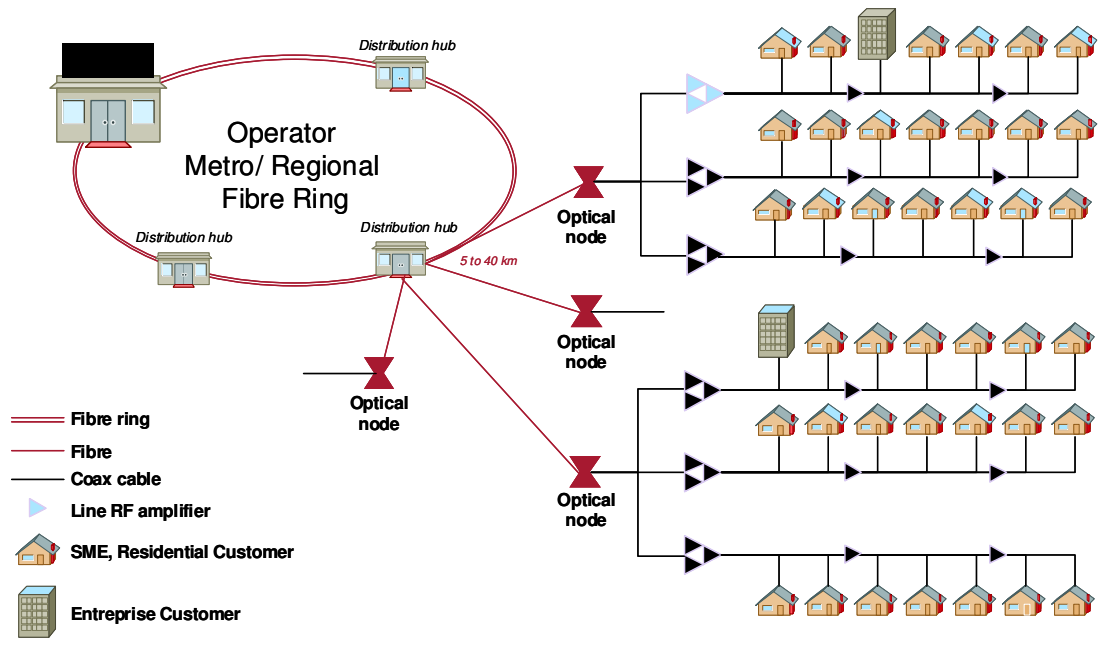 Distribution hub
Operator
Metro/ Regional
Fibre Ring
Distribution hub
Distribution hub
5 to 40 km
Optical
node
Optical
node
Optical
node
Optical
node
Fibre ring
Fibre
Coax cable
Line RF amplifier
SME, Residential Customer
Entreprise Customer